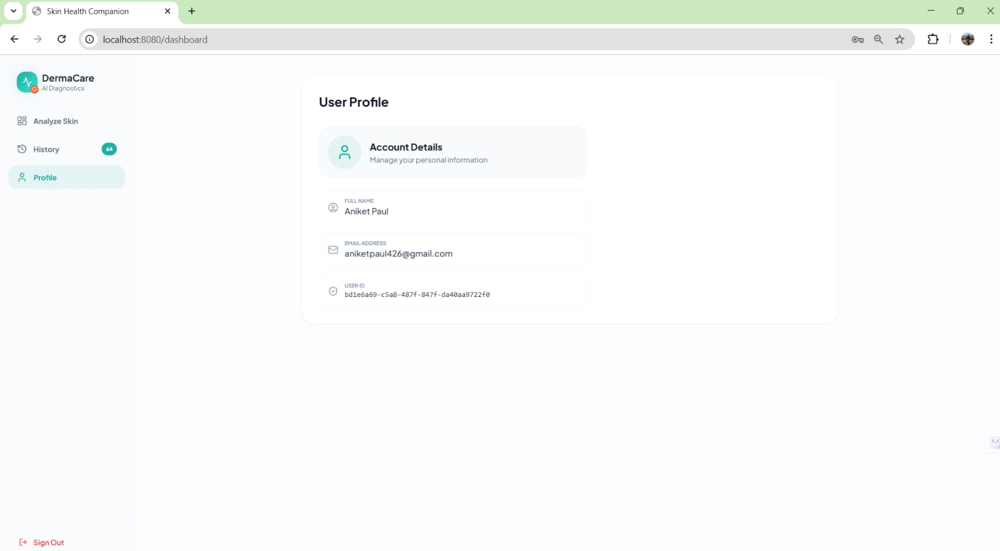 Skin Health Companion
localhost:8080/dashboard
DermaCare
AI Diagnostics
Analyze Skin
History 64
Profile
Sign Out
User Profile
Account Details
Manage your personal information
FULL NAME
Aniket Paul
EMAIL ADDRESS
aniketpaul426@gmail.com
USER ID
bd1e6a69-c5a8-487f-847f-da40aa9722f0